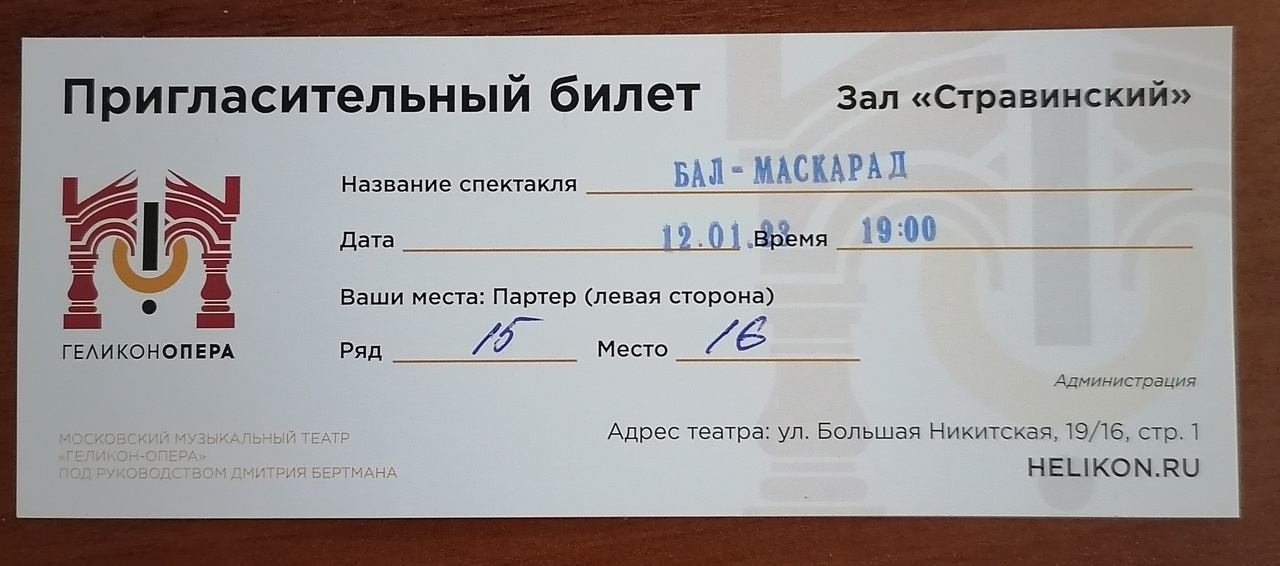 Пригласительный билет
Зал «Стравинский»
ГЕЛИКОНОПЕРА
Название спектакля БАЛ-МАСКАРАД
Дата 12.01.23 Время 19:00
Ваши места: Партер (левая сторона)
Ряд 15 Место 16
Администрация
Адрес театра: ул. Большая Никитская, 19/16, стр. 1
HELIKON.RU
МОСКОВСКИЙ МУЗЫКАЛЬНЫЙ ТЕАТР
«ГЕЛИКОН-ОПЕРА»
ПОД РУКОВОДСТВОМ ДМИТРИЯ БЕРТМАНА